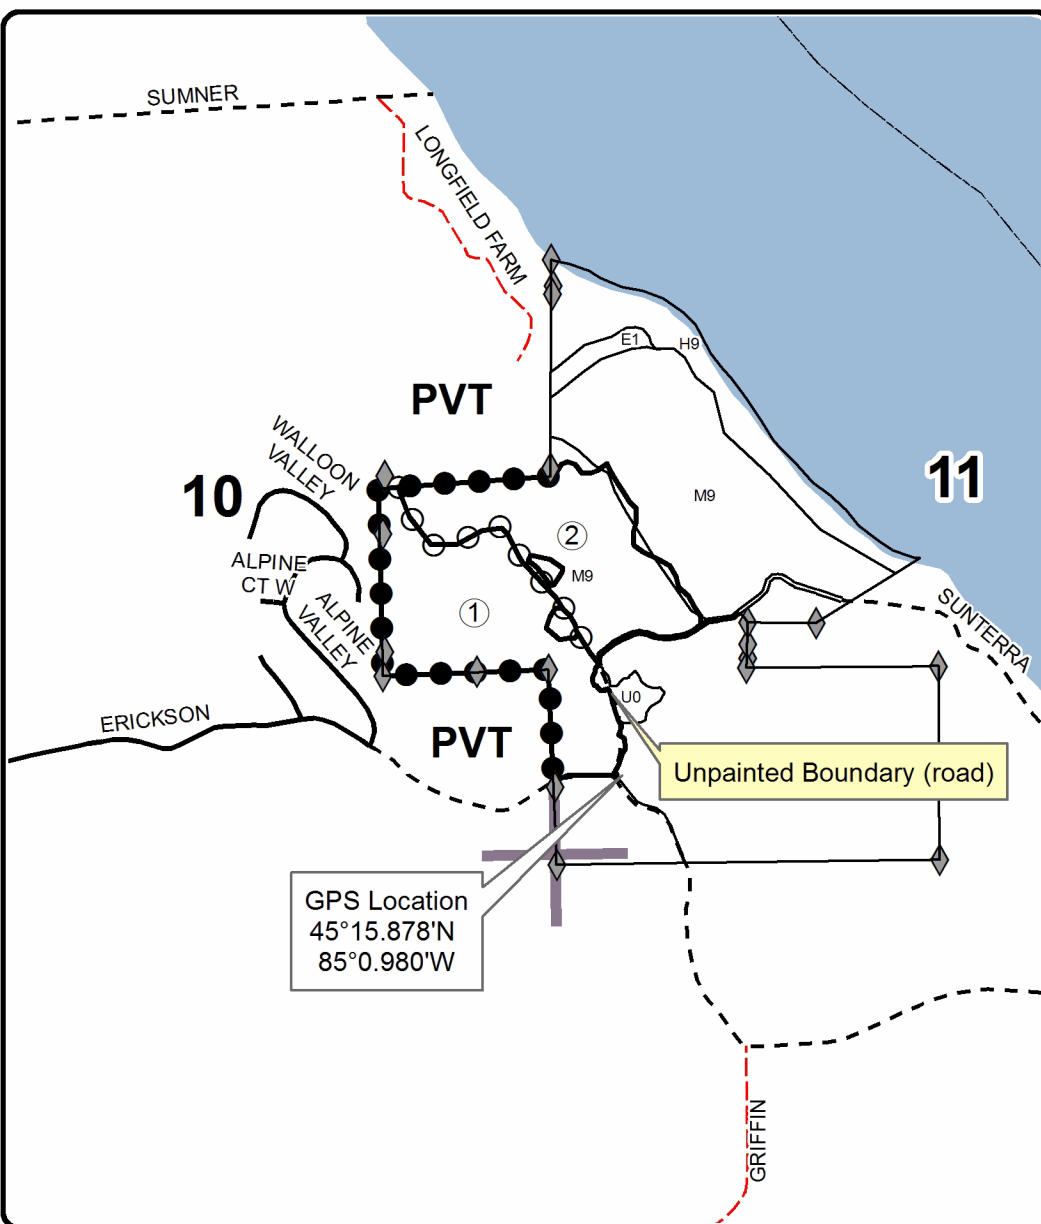 SUMNER
LONGFIELD FARM
E1
H9
PVT
WALLOON
VALLEY
10
11
M9
2
ALPINE
CT W
M9
ALPINE
VALLEY
1
SUNTERRA
U0
ERICKSON
PVT
Unpainted Boundary (road)
GPS Location
45°15.878'N
85°0.980'W
GRIFFIN